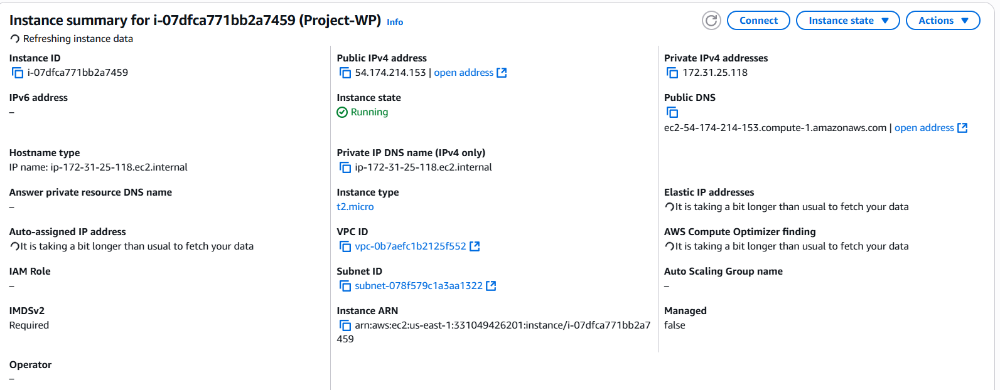 Instance summary for i-07dfca771bb2a7459 (Project-WP) Info
Connect
Instance state
Actions
Refreshing instance data
Instance ID
i-07dfca771bb2a7459
Public IPv4 address
54.174.214.153 | open address
Private IPv4 addresses
172.31.25.118
IPv6 address
–
Instance state
Running
Public DNS
ec2-54-174-214-153.compute-1.amazonaws.com | open address
Hostname type
IP name: ip-172-31-25-118.ec2.internal
Private IP DNS name (IPv4 only)
ip-172-31-25-118.ec2.internal
Answer private resource DNS name
–
Instance type
t2.micro
Elastic IP addresses
It is taking a bit longer than usual to fetch your data
Auto-assigned IP address
It is taking a bit longer than usual to fetch your data
VPC ID
vpc-0b7aefc1b2125f552
AWS Compute Optimizer finding
It is taking a bit longer than usual to fetch your data
IAM Role
–
Subnet ID
subnet-078f579c1a3aa1322
Auto Scaling Group name
–
IMDSv2
Required
Instance ARN
arn:aws:ec2:us-east-1:331049426201:instance/i-07dfca771bb2a7
459
Managed
false
Operator
–